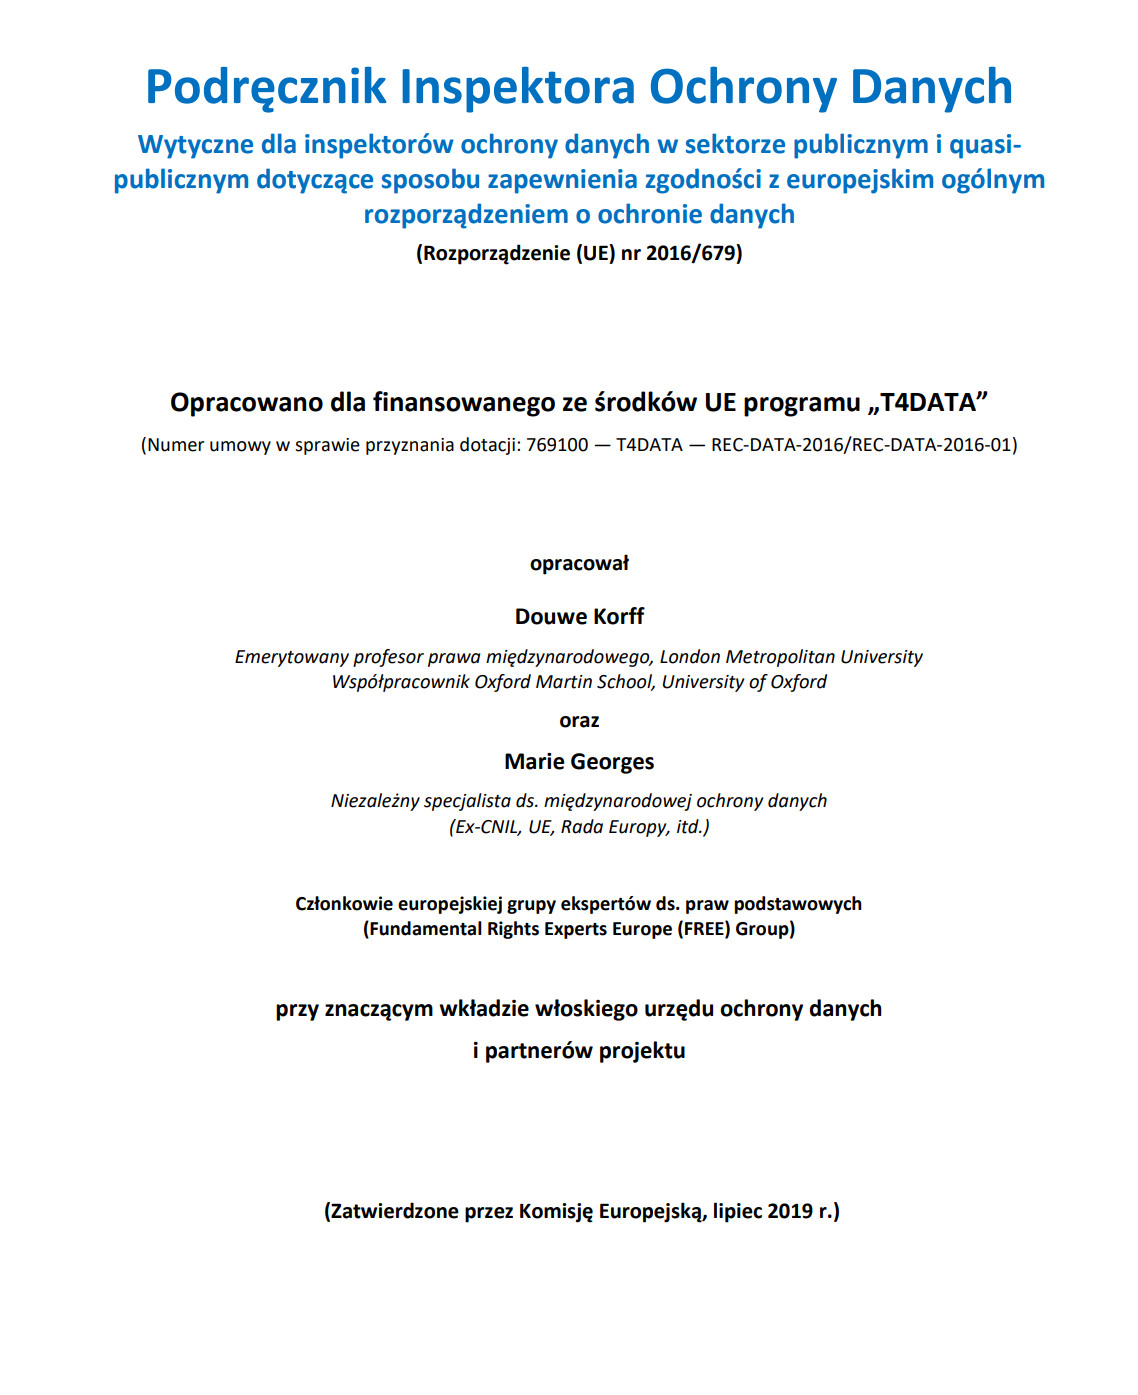 Podręcznik Inspektora Ochrony Danych
Wytyczne dla inspektorów ochrony danych w sektorze publicznym i quasi-
publicznym dotyczące sposobu zapewnienia zgodności z europejskim ogólnym
rozporządzeniem o ochronie danych
(Rozporządzenie (UE) nr 2016/679)
Opracowano dla finansowanego ze środków UE programu „T4DATA”
(Numer umowy w sprawie przyznania dotacji: 769100 — T4DATA — REC-DATA-2016/REC-DATA-2016-01)
opracował
Douwe Korff
Emerytowany profesor prawa międzynarodowego, London Metropolitan University
Współpracownik Oxford Martin School, University of Oxford
oraz
Marie Georges
Niezależny specjalista ds. międzynarodowej ochrony danych
(Ex-CNIL, UE, Rada Europy, itd.)
Członkowie europejskiej grupy ekspertów ds. praw podstawowych
(Fundamental Rights Experts Europe (FREE) Group)
przy znaczącym wkładzie włoskiego urzędu ochrony danych
i partnerów projektu
(Zatwierdzone przez Komisję Europejską, lipiec 2019 r.)